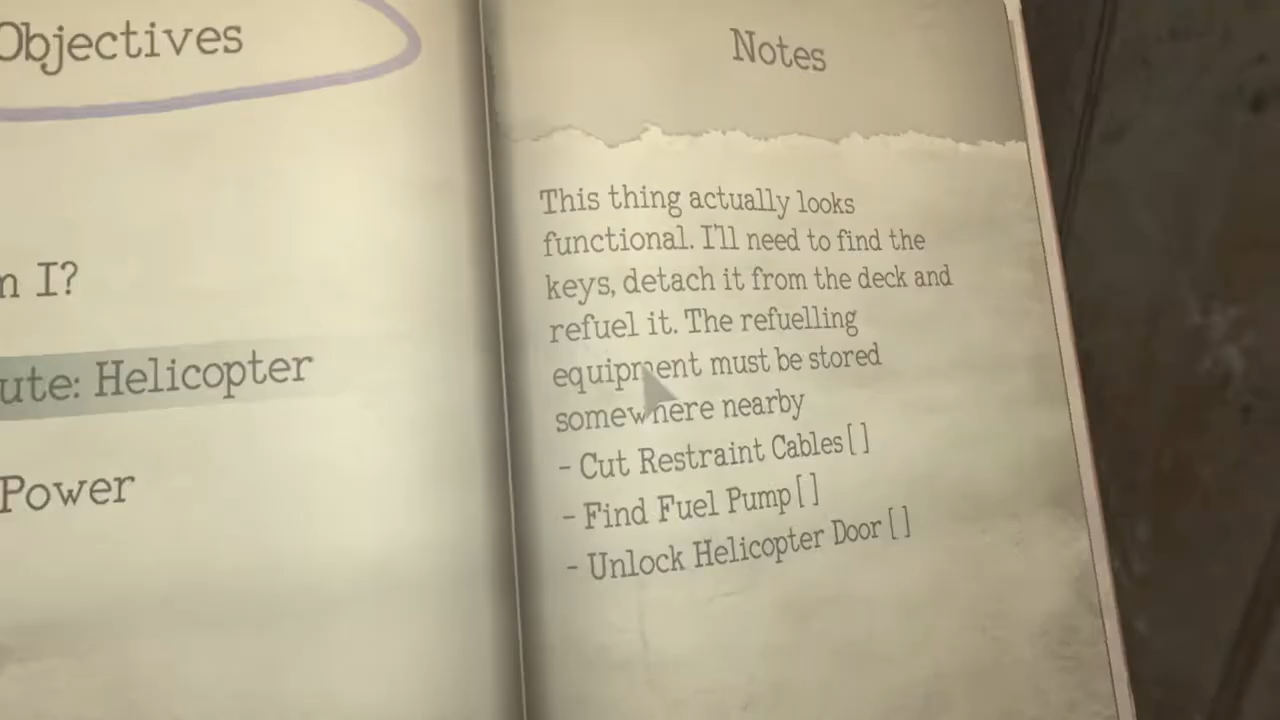 Objectives
n I?
ute: Helicopter
Power
Notes
This thing actually looks
functional. I'll need to find the
keys, detach it from the deck and
refuel it. The refuelling
equipment must be stored
somewhere nearby
- Cut Restraint Cables[ ]
- Find Fuel Pump[ ]
- Unlock Helicopter Door [ ]